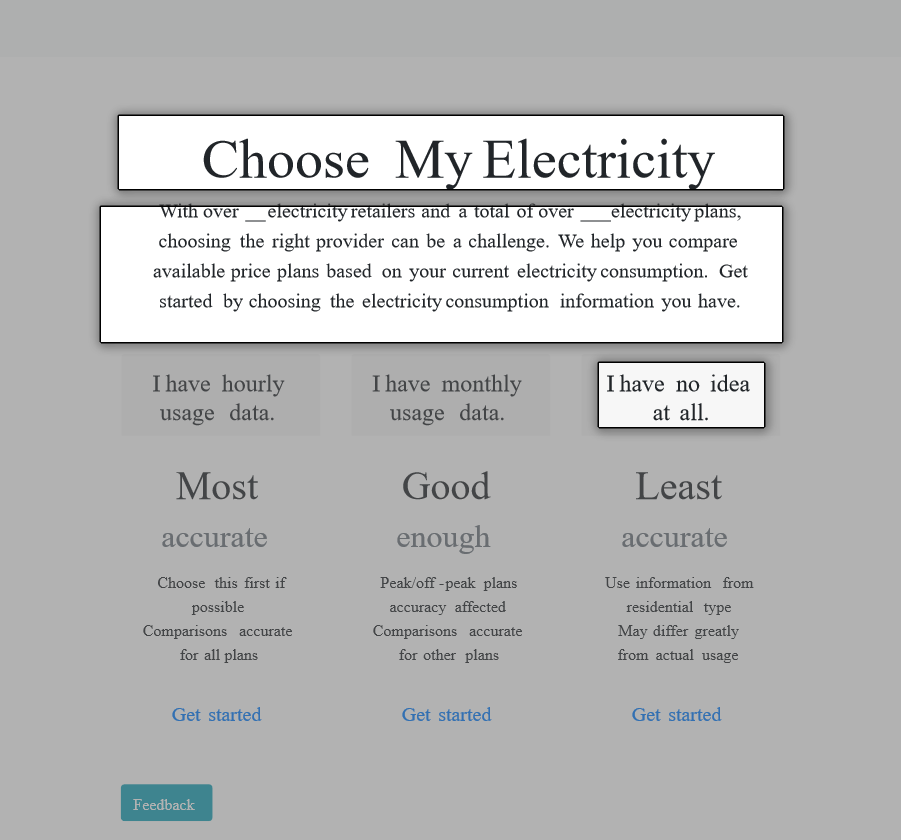 Choose My Electricity
With over __ electricity retailers and a total of over ___ electricity plans,
choosing the right provider can be a challenge. We help you compare
available price plans based on your current electricity consumption. Get
started by choosing the electricity consumption information you have.
I have hourly
usage data.
Most
accurate
Choose this first if
possible
Comparisons accurate
for all plans
Get started
I have monthly
usage data.
Good
enough
Peak/off-peak plans
accuracy affected
Comparisons accurate
for other plans
Get started
I have no idea
at all.
Least
accurate
Use information from
residential type
May differ greatly
from actual usage
Get started
Feedback